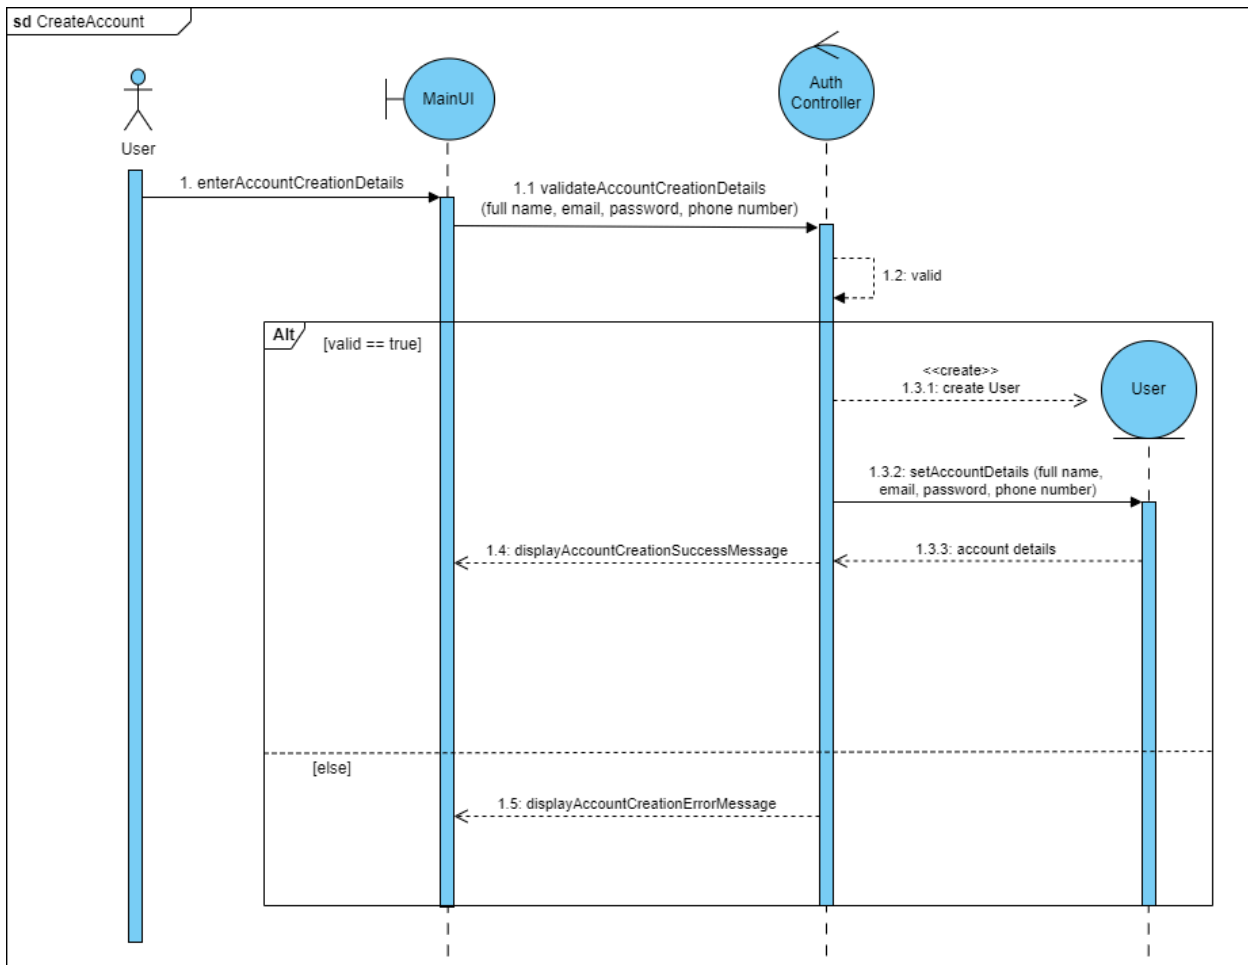 sd CreateAccount
User
MainUI
Auth
Controller
1. enterAccountCreationDetails
1.1 validateAccountCreationDetails
(full name, email, password, phone number)
1.2: valid
Alt
[valid == true]
<<create>>
1.3.1: create User
User
1.3.2: setAccountDetails (full name,
email, password, phone number)
1.4: displayAccountCreationSuccessMessage
1.3.3: account details
[else]
1.5: displayAccountCreationErrorMessage